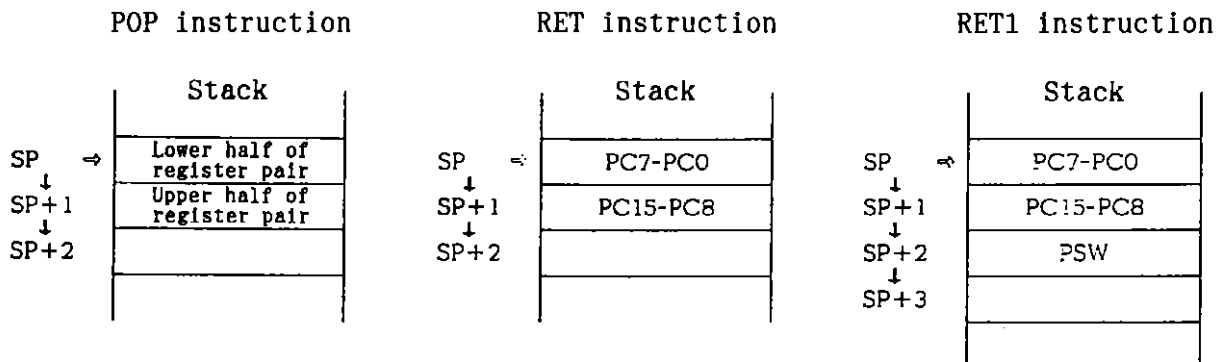 POP instruction
Stack
SP ⇒ Lower half of
register pair
↓
SP+1 Upper half of
register pair
↓
SP+2
RET instruction
Stack
SP ⇒ PC7-PC0
↓
SP+1 PC15-PC8
↓
SP+2
RET1 instruction
Stack
SP ⇒ PC7-PC0
↓
SP+1 PC15-PC8
↓
SP+2 PSW
↓
SP+3